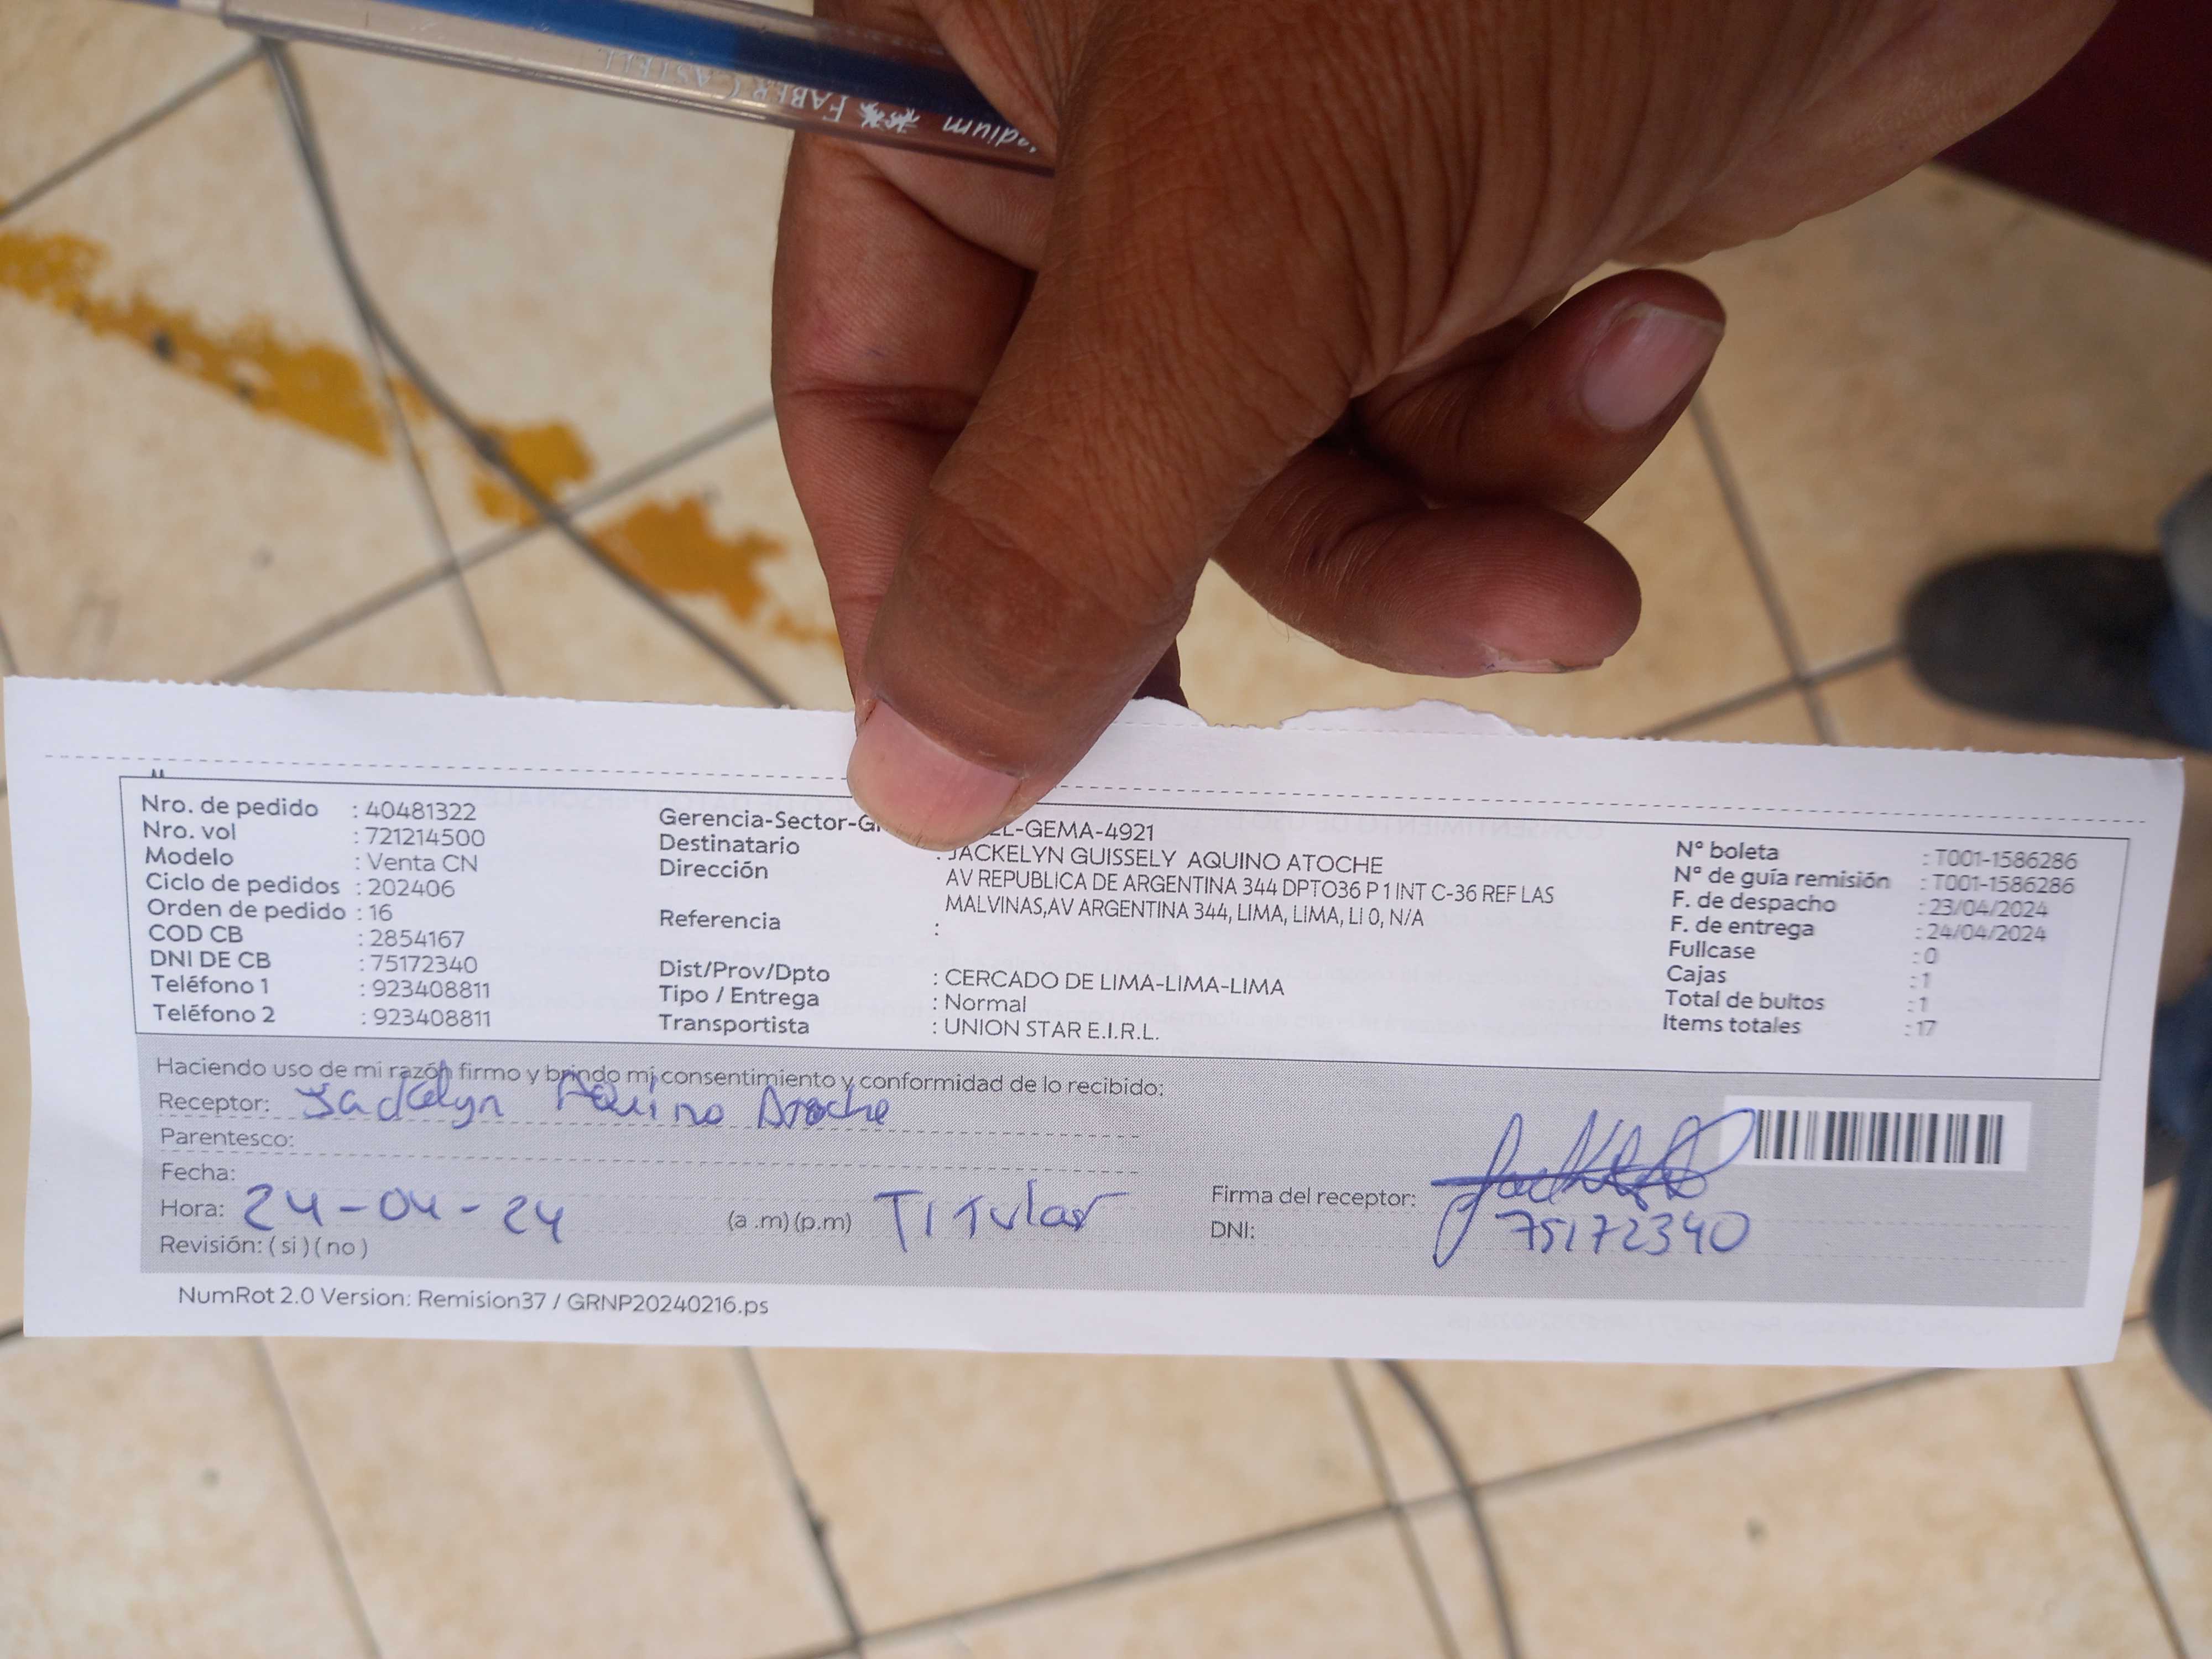 FABER CASTELL
Nro. de pedido : 40481322
Nro. vol : 721214500
Modelo : Venta CN
Ciclo de pedidos : 202406
Orden de pedido : 16
COD CB : 2854167
DNI DE CB : 75172340
Teléfono 1 : 923408811
Teléfono 2 : 923408811
Gerencia-Sector-G L-GEMA-4921
Destinatario : JACKELYN GUISSELY AQUINO ATOCHE
Dirección AV REPUBLICA DE ARGENTINA 344 DPTO36 P 1 INT C-36 REF LAS
MALVINAS,AV ARGENTINA 344, LIMA, LIMA, LI 0, N/A
Referencia :
Dist/Prov/Dpto : CERCADO DE LIMA-LIMA-LIMA
Tipo / Entrega : Normal
Transportista : UNION STAR E.I.R.L.
N° boleta : T001-1586286
N° de guía remisión : T001-1586286
F. de despacho : 23/04/2024
F. de entrega : 24/04/2024
Fullcase : 0
Cajas : 1
Total de bultos : 1
Items totales : 17
Haciendo uso de mi razón firmo y brindo mi consentimiento y conformidad de lo recibido:
Receptor: Jackelyn Aquino Atoche
Parentesco:
Fecha:
Hora: 24-04-24 (a .m) (p.m) Titular
Revisión: ( si ) ( no )
Firma del receptor:
DNI: 75172340
NumRot 2.0 Version: Remision37 / GRNP20240216.ps